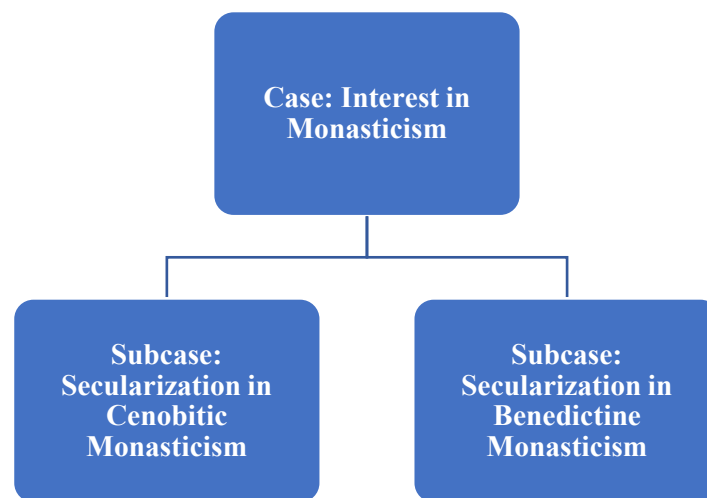 Case: Interest in
Monasticism
Subcase:
Secularization in
Cenobitic
Monasticism
Subcase:
Secularization in
Benedictine
Monasticism